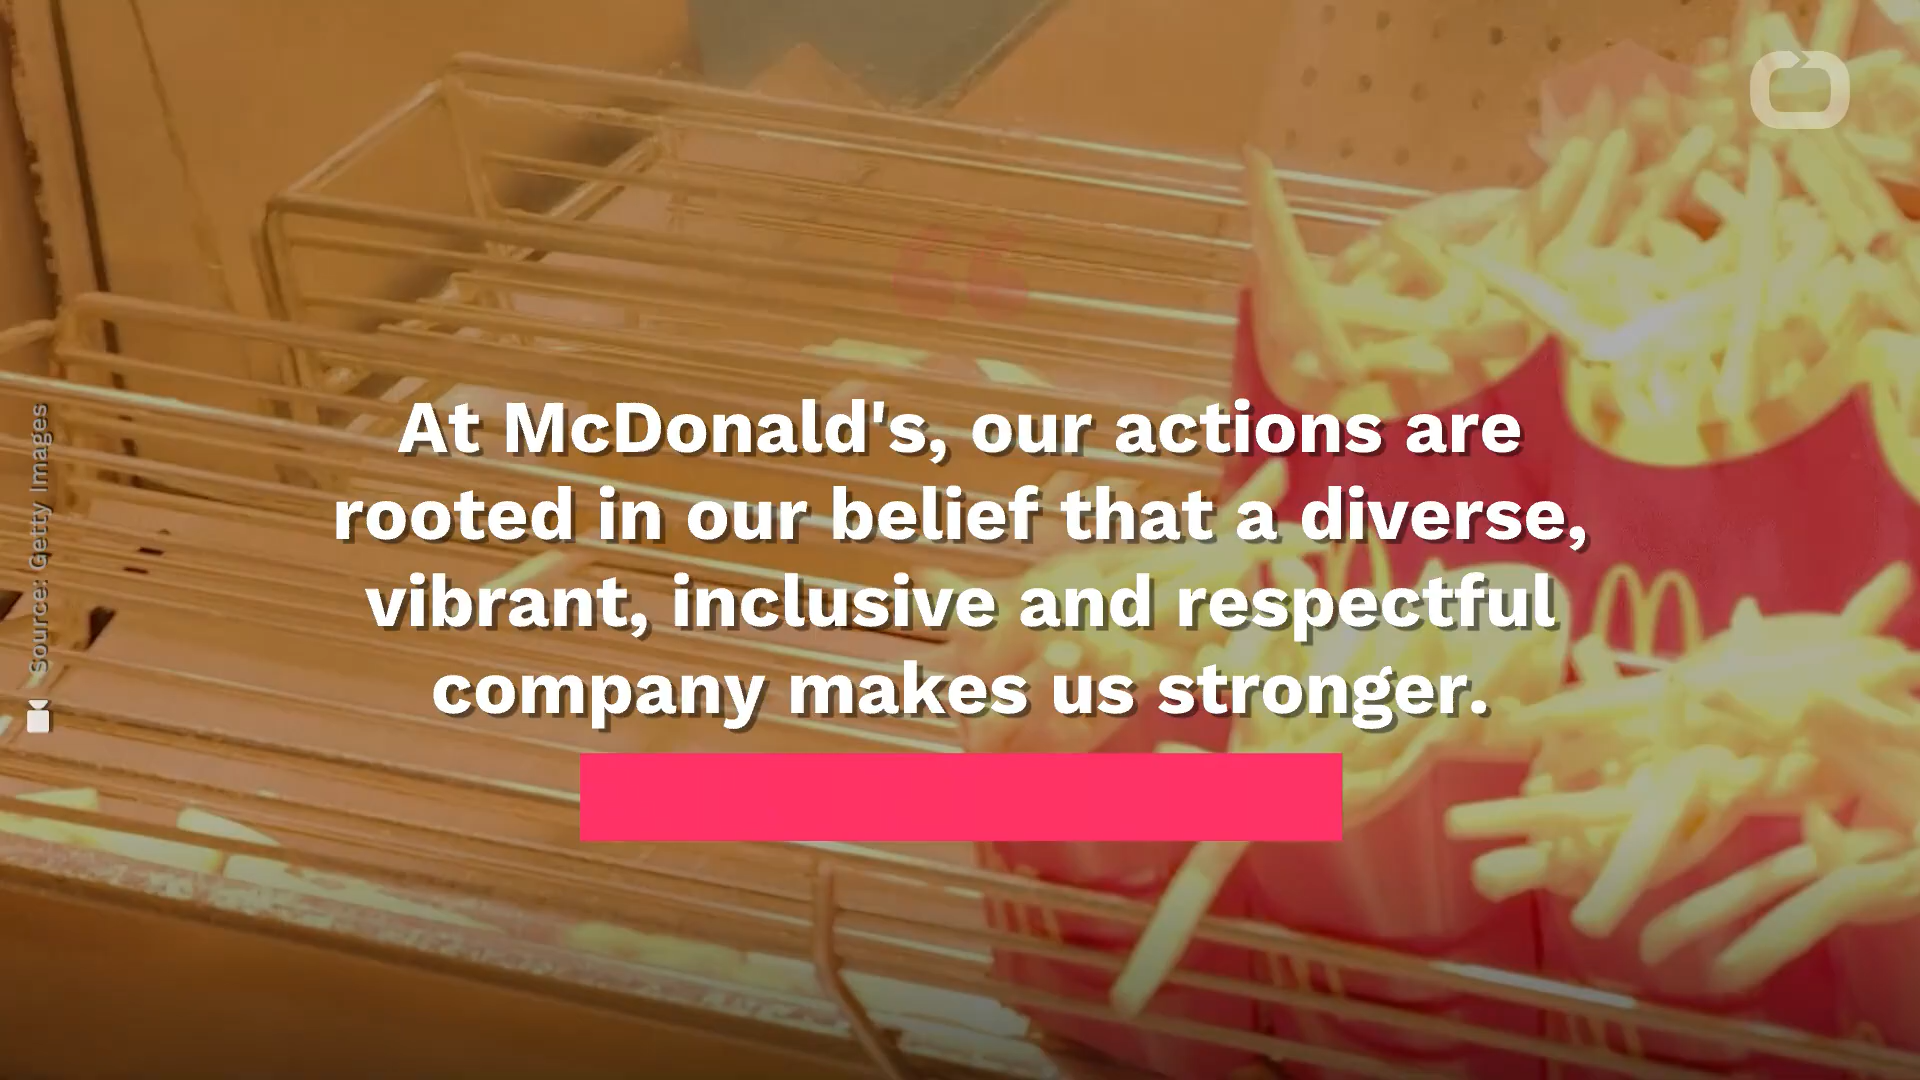 At McDonald's, our actions are
rooted in our belief that a diverse,
vibrant, inclusive and respectful
company makes us stronger.
Source: Getty Images